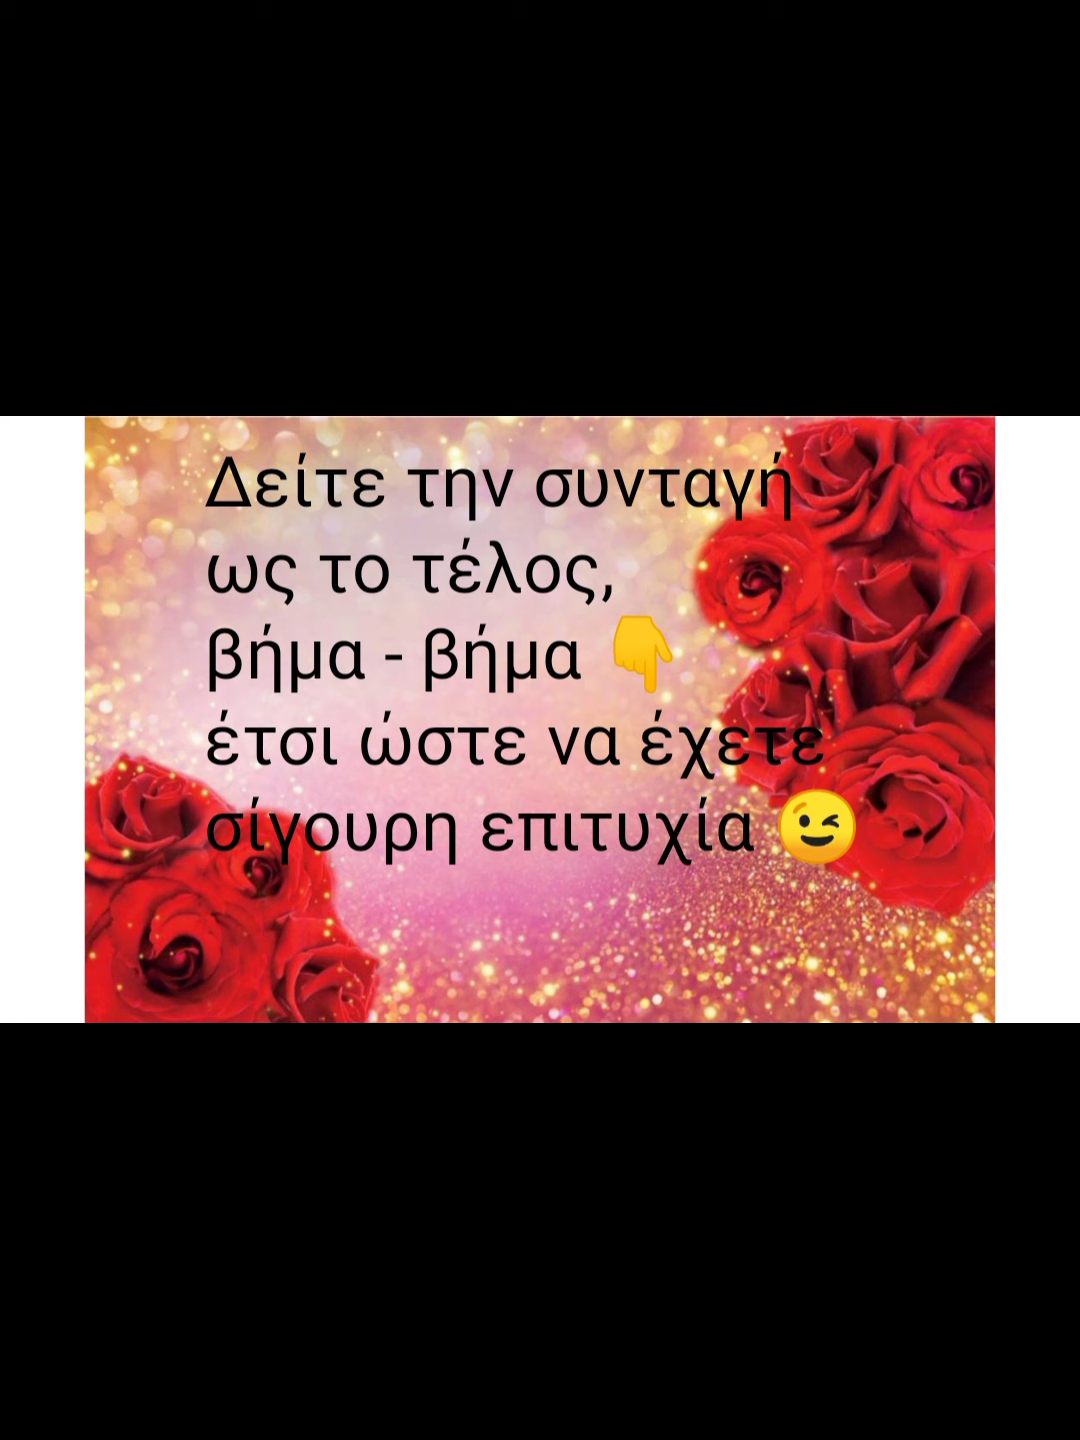 Δείτε την συνταγή
ως το τέλος,
βήμα - βήμα 👇
έτσι ώστε να έχετε
σίγουρη επιτυχία 😉